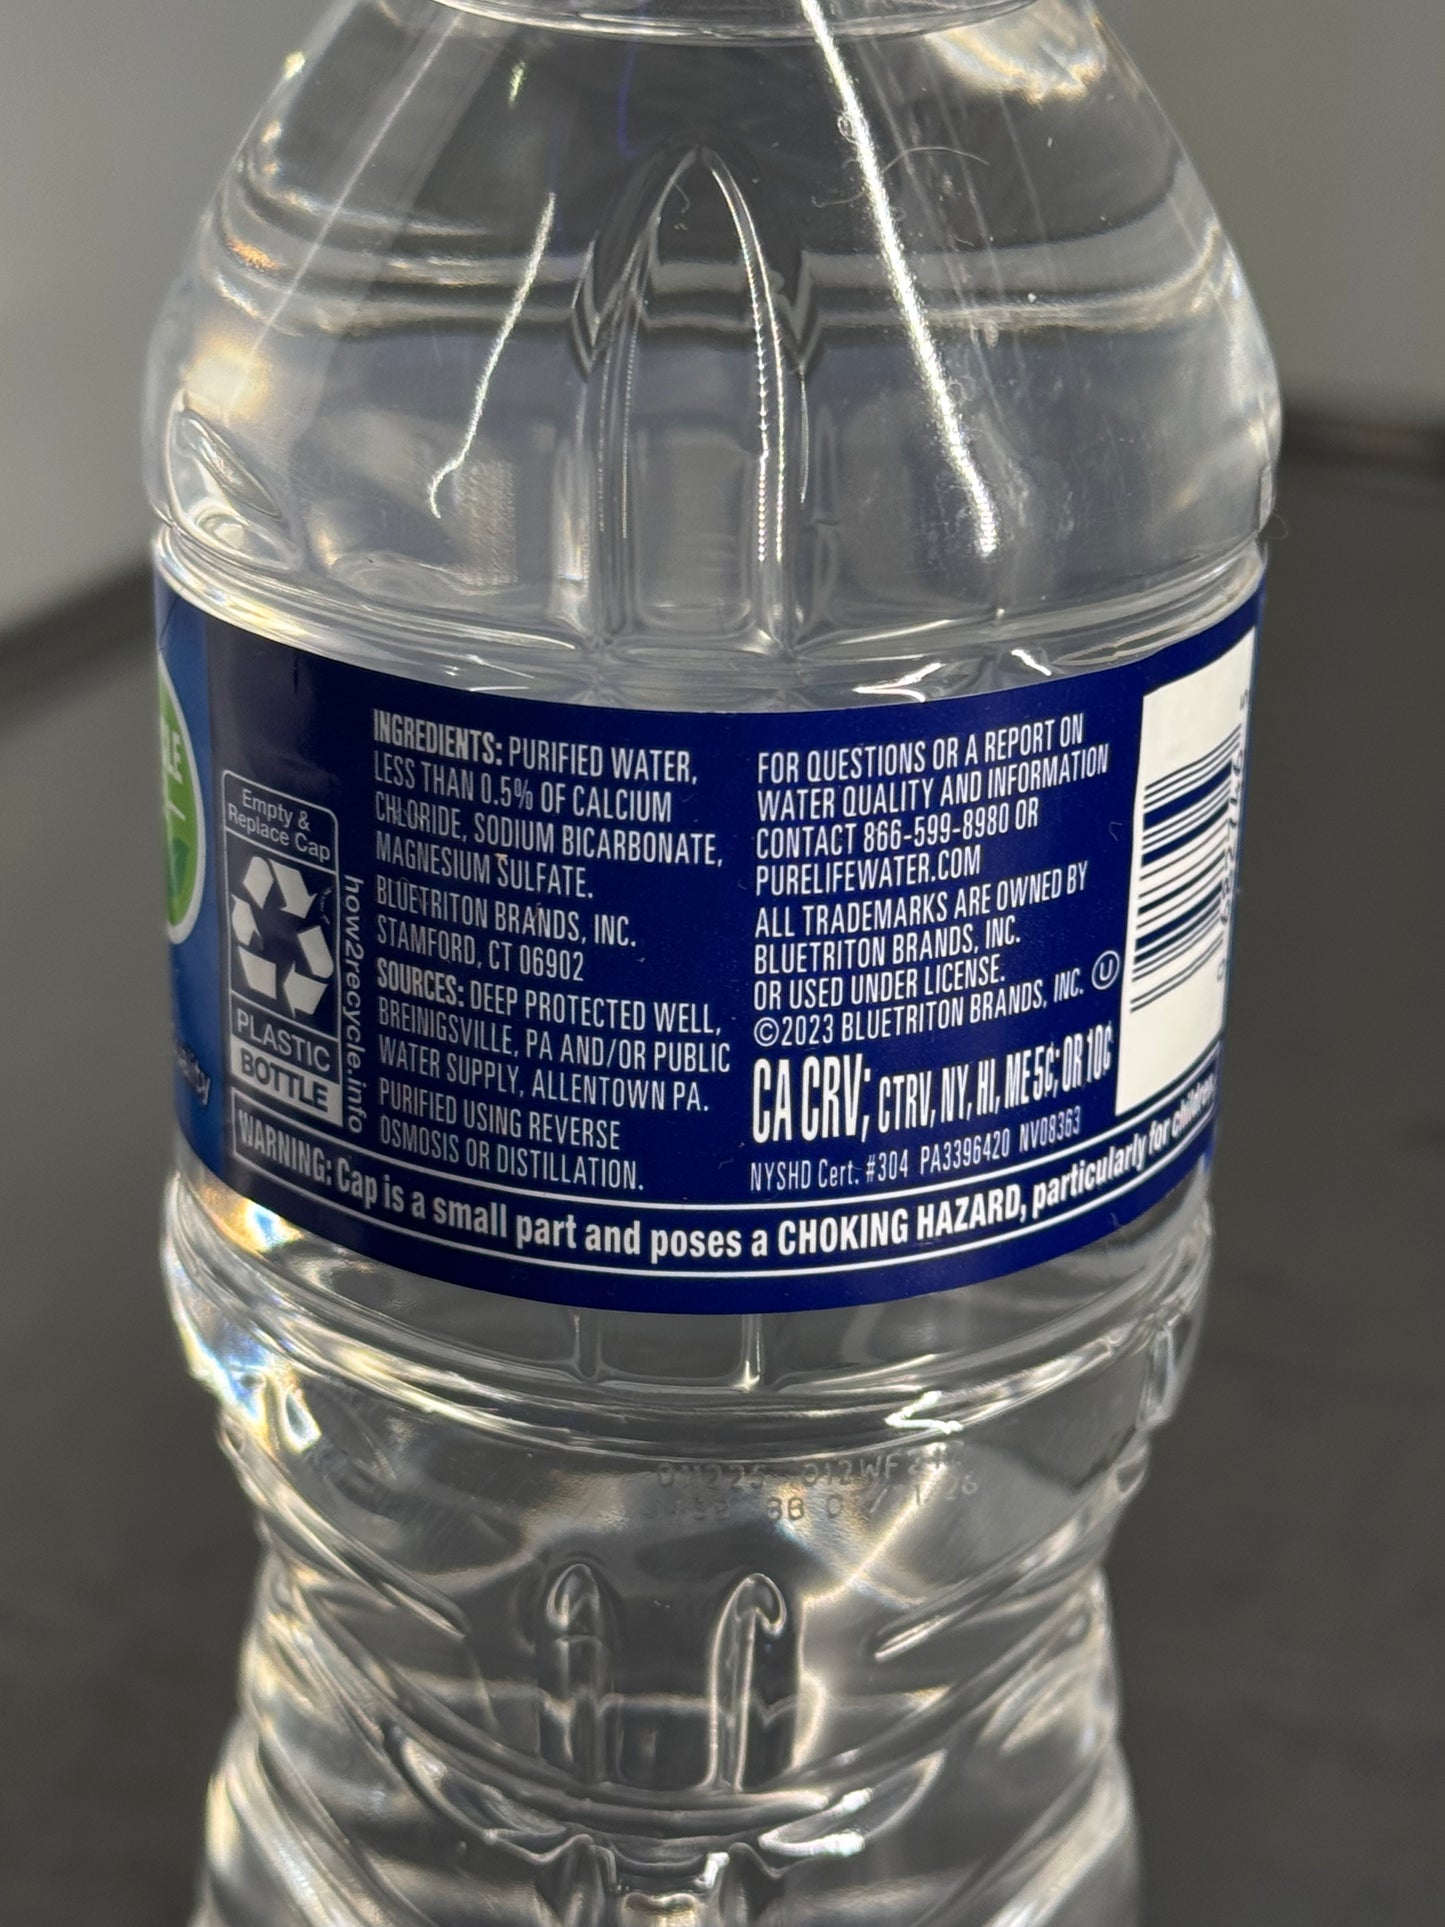 Empty &
Replace Cap
PLASTIC
BOTTLE
how2recycle.info
INGREDIENTS: PURIFIED WATER,
LESS THAN 0.5% OF CALCIUM
CHLORIDE, SODIUM BICARBONATE,
MAGNESIUM SULFATE.
BLUETRITON BRANDS, INC.
STAMFORD, CT 06902
SOURCES: DEEP PROTECTED WELL,
BREINIGSVILLE, PA AND/OR PUBLIC
WATER SUPPLY, ALLENTOWN PA.
PURIFIED USING REVERSE
OSMOSIS OR DISTILLATION.
FOR QUESTIONS OR A REPORT ON
WATER QUALITY AND INFORMATION
CONTACT 866-599-8980 OR
PURELIFEWATER.COM
ALL TRADEMARKS ARE OWNED BY
BLUETRITON BRANDS, INC.
OR USED UNDER LICENSE.
©2023 BLUETRITON BRANDS, INC. Ⓤ
CA CRV; CTRV, NY, HI, ME 5¢; OR 10¢
NYSHD Cert. #304 PA3396420 NV08363
WARNING: Cap is a small part and poses a CHOKING HAZARD, particularly for children.
011225 012WF